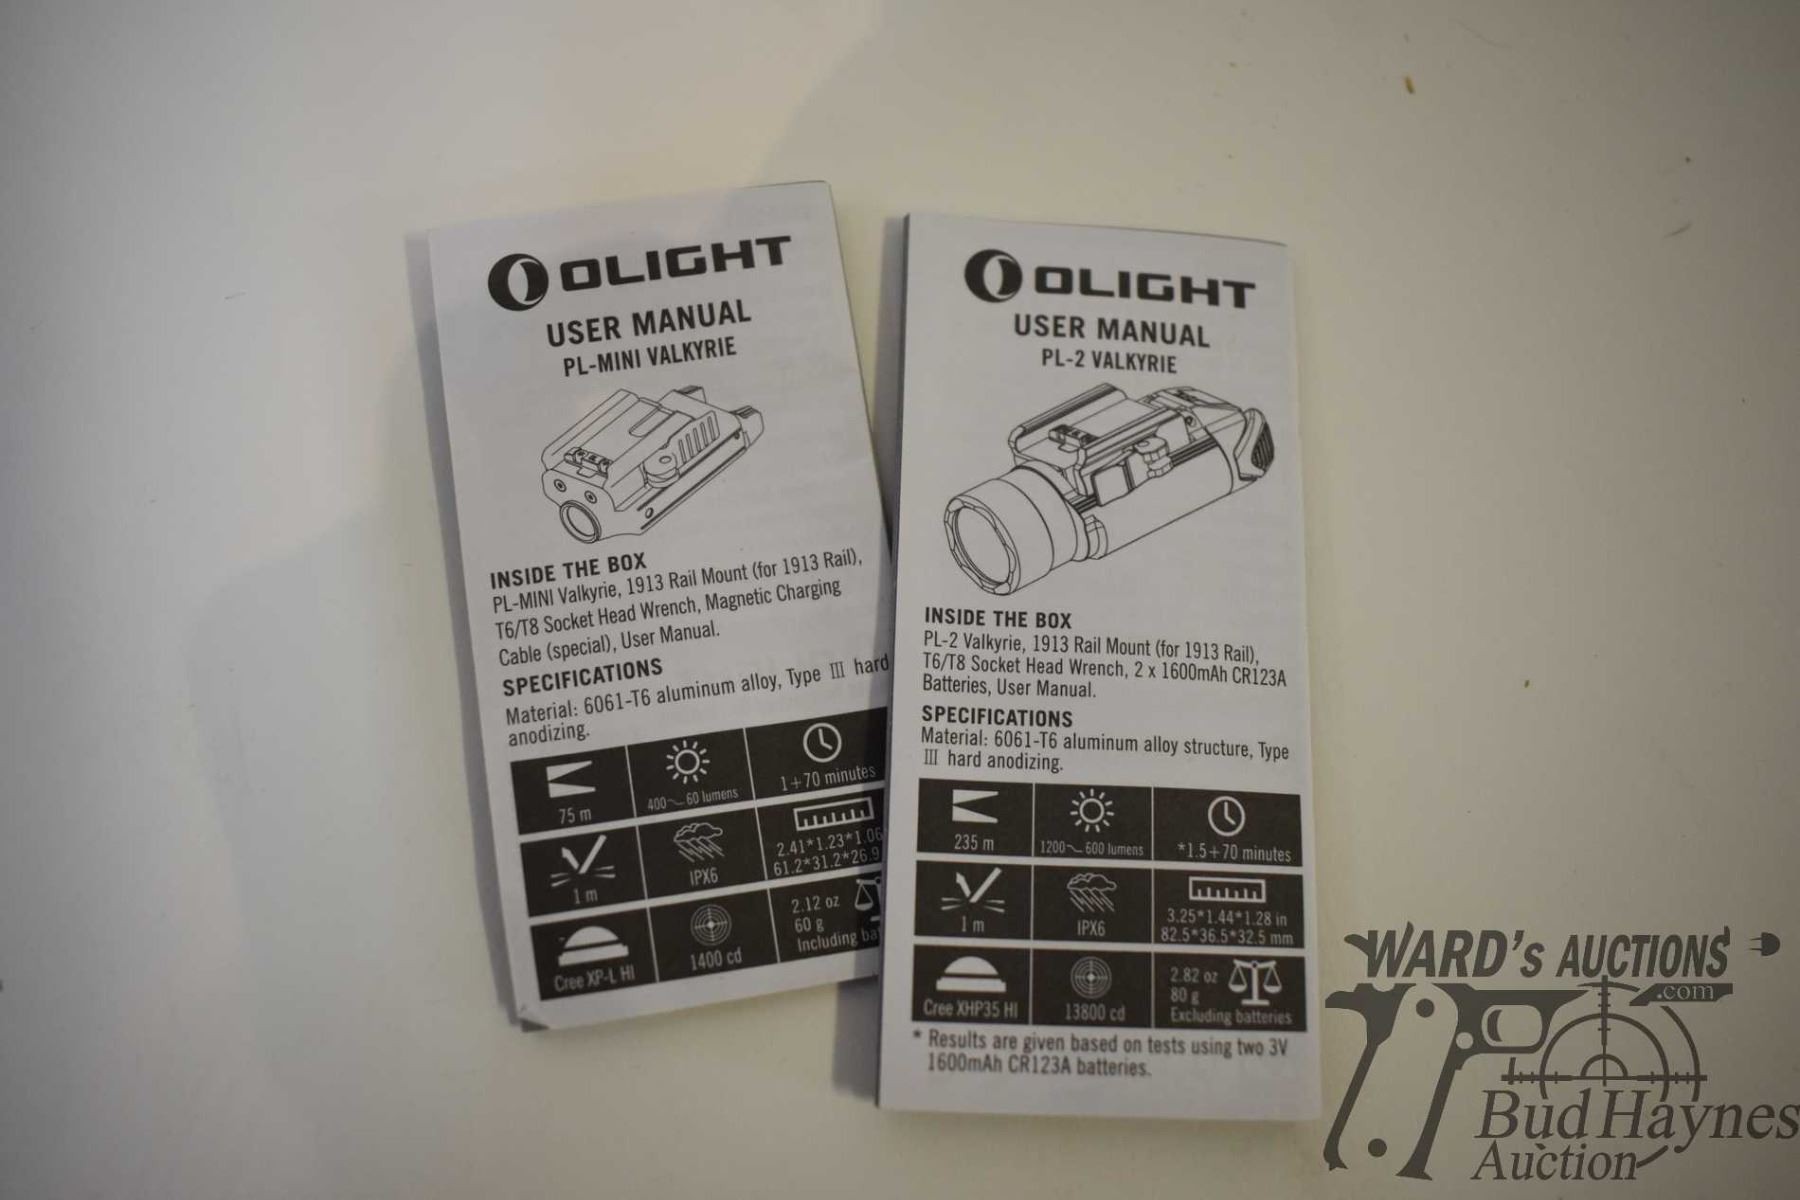 OLIGHT
USER MANUAL
PL-MINI VALKYRIE
INSIDE THE BOX
PL-MINI Valkyrie, 1913 Rail Mount (for 1913 Rail),
T6/T8 Socket Head Wrench, Magnetic Charging
Cable (special), User Manual.
SPECIFICATIONS
Material: 6061-T6 aluminum alloy, Type III hard
anodizing.
75 m
400~60 lumens
1+70 minutes
1 m
IPX6
2.41*1.23*1.06
61.2*31.2*26.9
Cree XP-L HI
1400 cd
2.12 oz
60 g
Including
OLIGHT
USER MANUAL
PL-2 VALKYRIE
INSIDE THE BOX
PL-2 Valkyrie, 1913 Rail Mount (for 1913 Rail),
T6/T8 Socket Head Wrench, 2 x 1600mAh CR123A
Batteries, User Manual.
SPECIFICATIONS
Material: 6061-T6 aluminum alloy structure, Type
III hard anodizing.
235 m
1200~600 lumens
*1.5+70 minutes
1 m
IPX6
3.25*1.44*1.28 in
82.5*36.5*32.5 mm
Cree XHP35 HI
13800 cd
2.82 oz
80 g
Excluding batteries
* Results are given based on tests using two 3V
1600mAh CR123A batteries.
WARD's AUCTIONS
.com
Bud Haynes
Auction